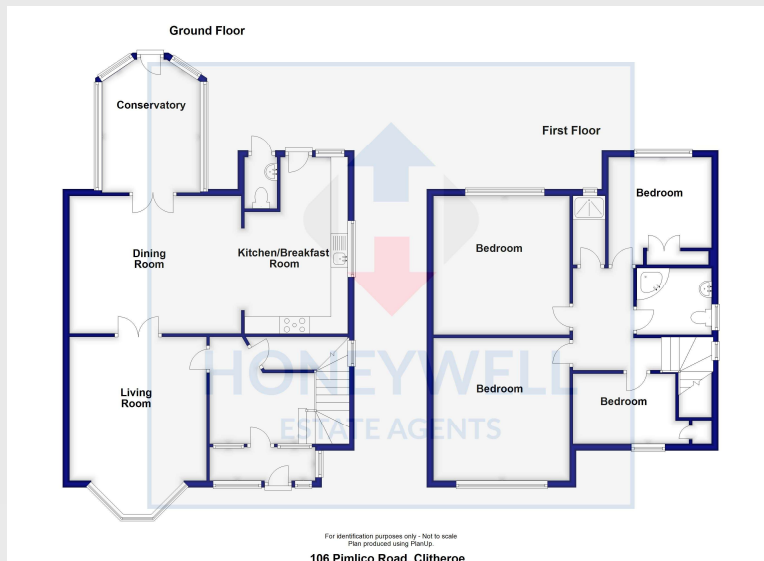 Ground Floor
Conservatory
First Floor
Bedroom
Bedroom
Dining
Room
Kitchen/Breakfast
Room
Living
Room
Bedroom
Bedroom
HONEYWELL
ESTATE AGENTS
For identification purposes only - Not to scale
Plan produced using PlanUp.
106 Pimlico Road, Clitheroe